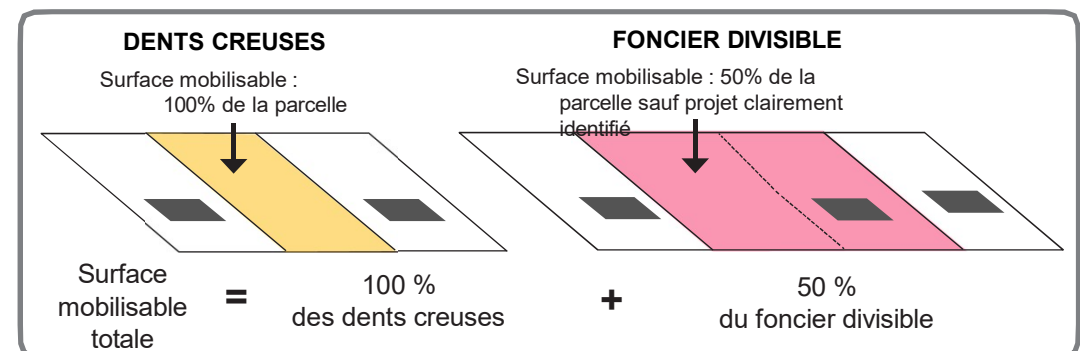 DENTS CREUSES
Surface mobilisable :
100% de la parcelle
FONCIER DIVISIBLE
Surface mobilisable : 50% de la
parcelle sauf projet clairement
identifié
Surface
mobilisable
totale
=
100 %
des dents creuses
+
50 %
du foncier divisible